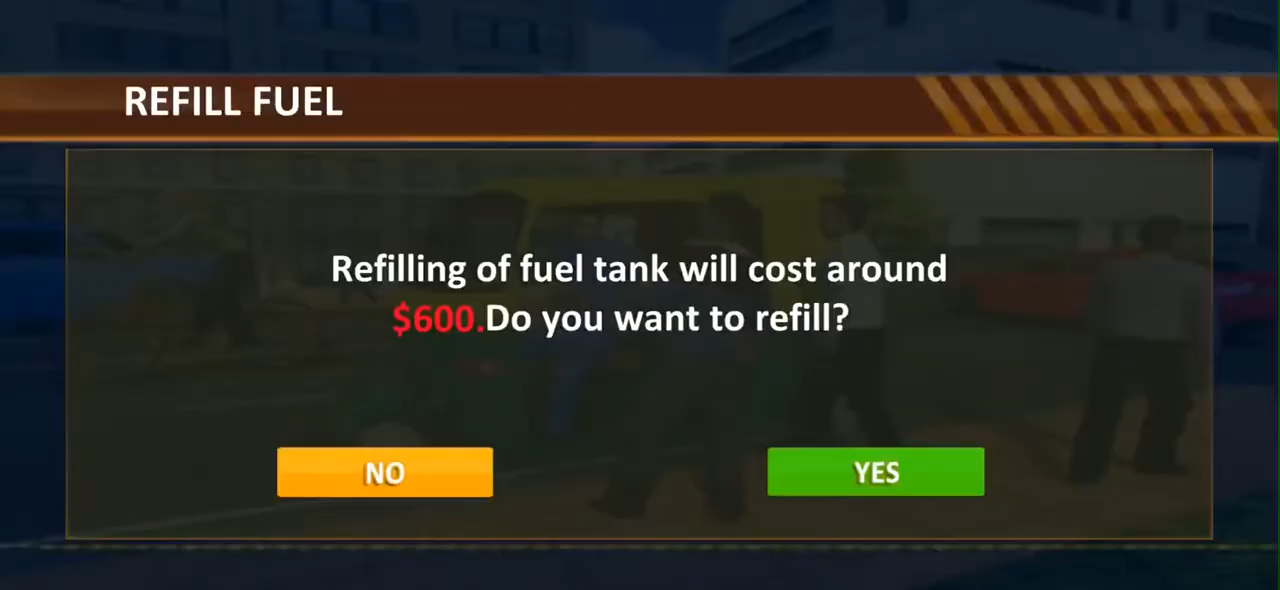 REFILL FUEL
Refilling of fuel tank will cost around
$600.Do you want to refill?
NO
YES